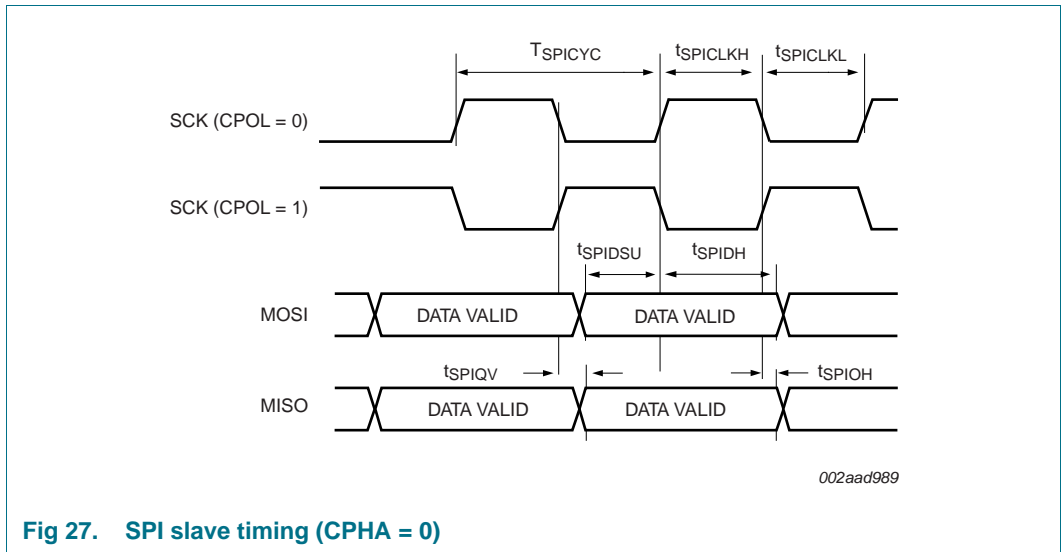 TSPICYC tSPICLKH tSPICLKL
SCK (CPOL = 0)
SCK (CPOL = 1)
tSPIDSU tSPIDH
MOSI DATA VALID DATA VALID
tSPIQV tSPIOH
MISO DATA VALID DATA VALID
002aad989
Fig 27. SPI slave timing (CPHA = 0)